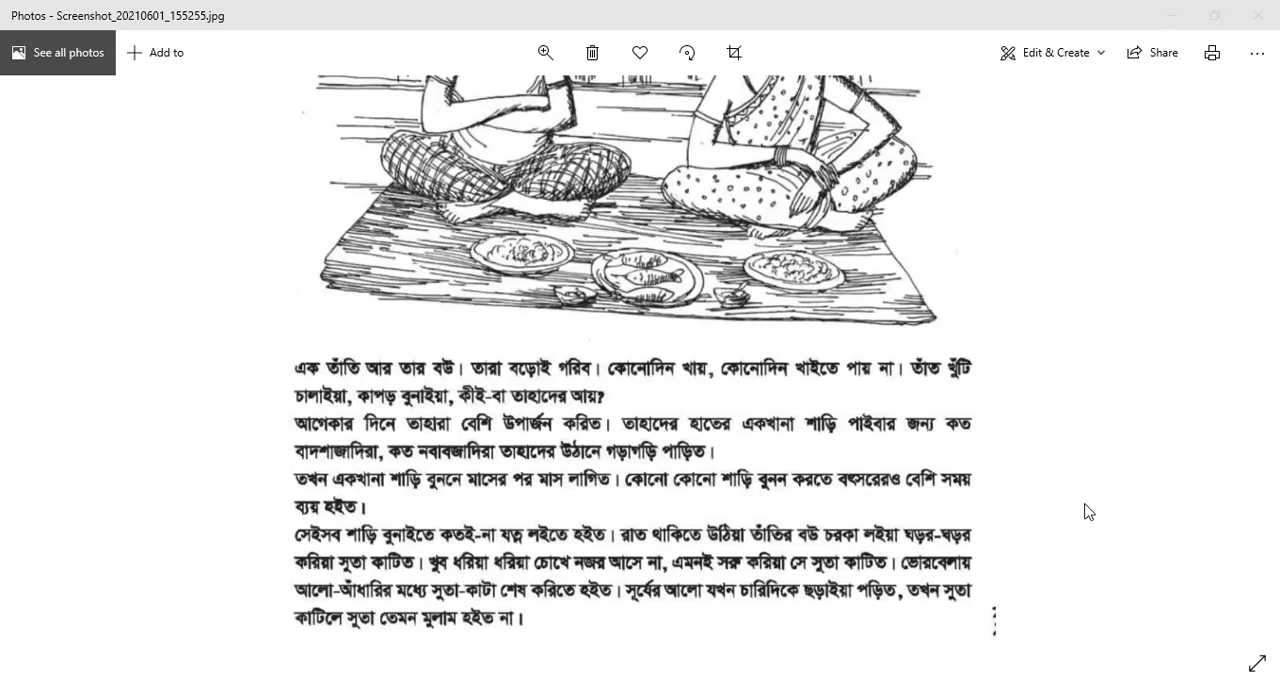 Photos - Screenshot_20210601_155255.jpg
See all photos
Add to
Edit & Create
Share
এক তাঁতি আর তার বউ। তারা বড়োই গরিব। কোনোদিন খায়, কোনোদিন খাইতে পায় না। তাঁত খুঁটি
চালাইয়া, কাপড় বুনাইয়া, কীই-বা তাহাদের আয়?
আগেকার দিনে তাহারা বেশি উপার্জন করিত। তাহাদের হাতের একখানা শাড়ি পাইবার জন্য কত
বাদশাজাদিরা, কত নবাবজাদিরা তাহাদের উঠানে গড়াগড়ি পাড়িত।
তখন একখানা শাড়ি বুননে মাসের পর মাস লাগিত। কোনো কোনো শাড়ি বুনন করতে বৎসরেরও বেশি সময়
ব্যয় হইত।
সেইসব শাড়ি বুনাইতে কতই-না যত্ন লইতে হইত। রাত থাকিতে উঠিয়া তাঁতির বউ চরকা লইয়া ঘড়র-ঘড়র
করিয়া সুতা কাটিত। খুব ধরিয়া ধরিয়া চোখে নজর আসে না, এমনই সরু করিয়া সে সুতা কাটিত। ভোরবেলায়
আলো-আঁধারির মধ্যে সুতা-কাটা শেষ করিতে হইত। সূর্যের আলো যখন চারিদিকে ছড়াইয়া পড়িত, তখন সুতা
কাটিলে সুতা তেমন মুলাম হইত না।